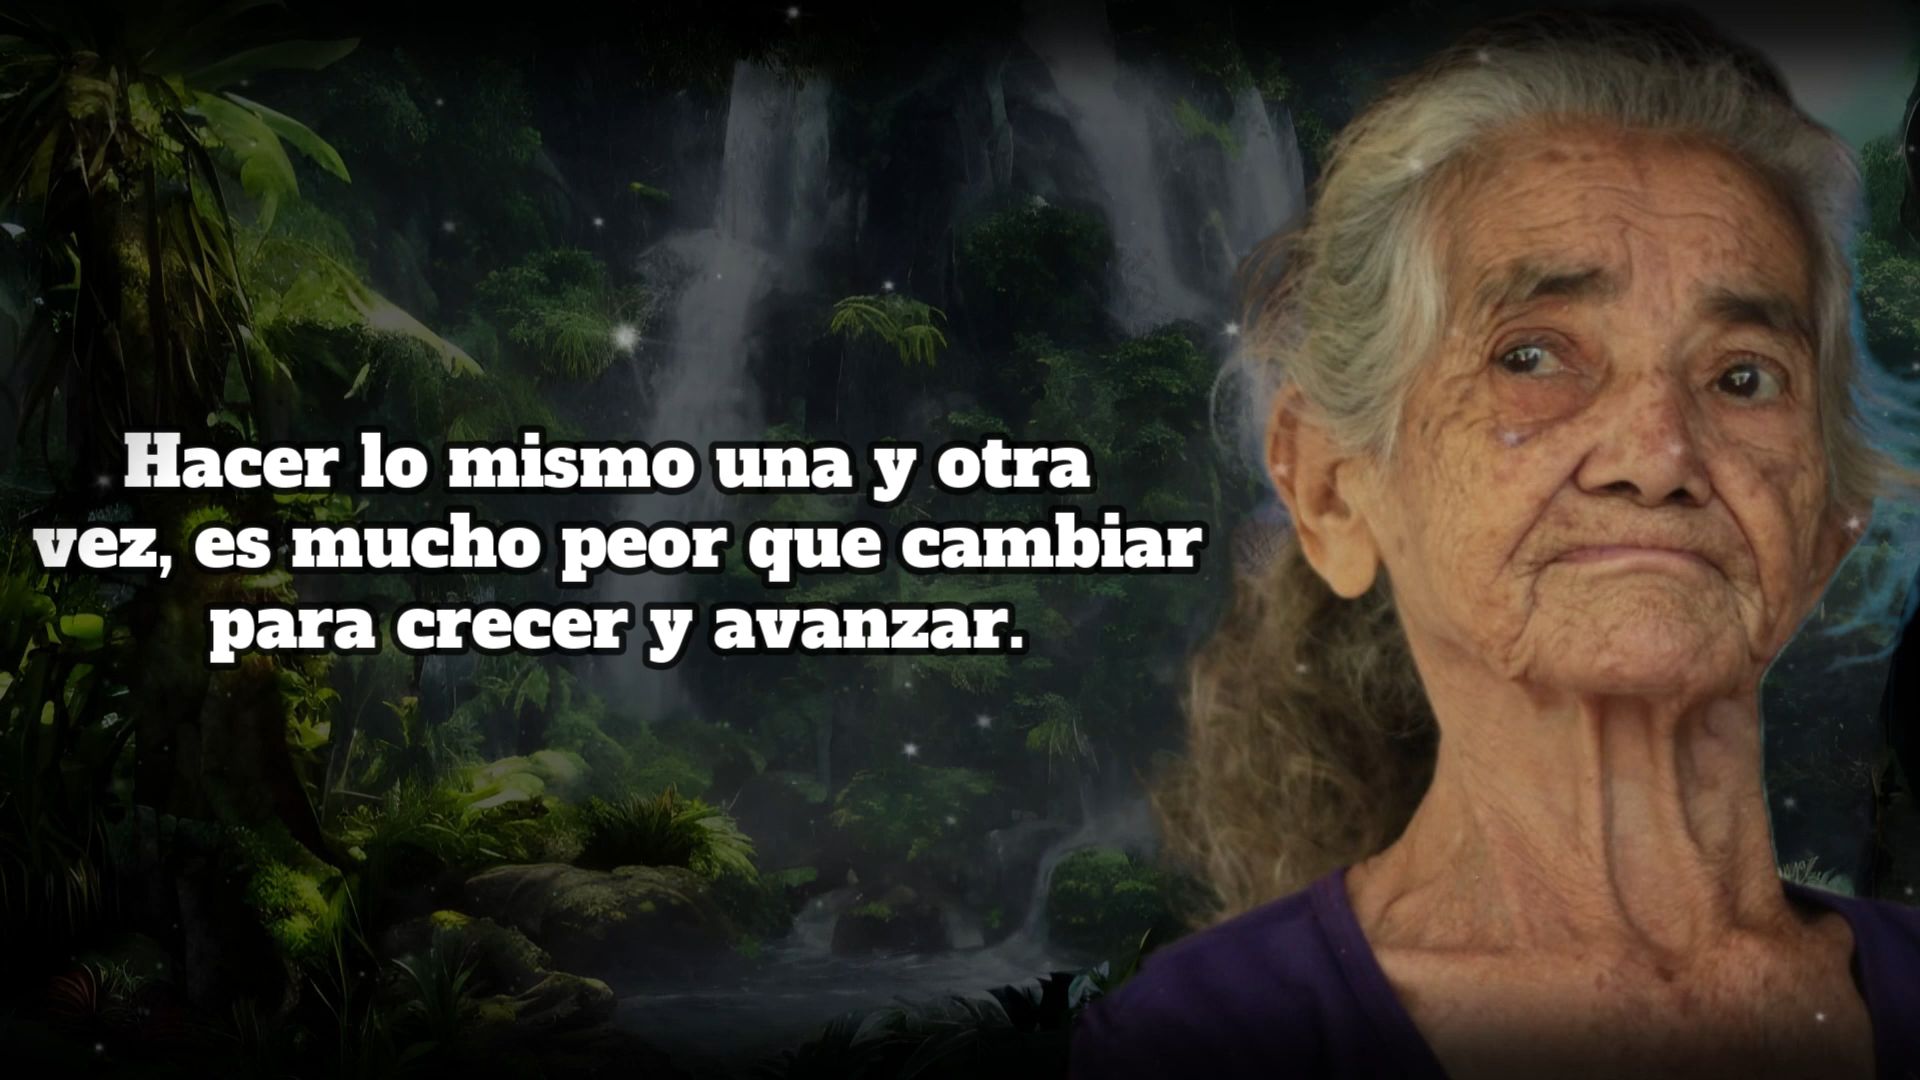 Hacer lo mismo una y otra
vez, es mucho peor que cambiar
para crecer y avanzar.